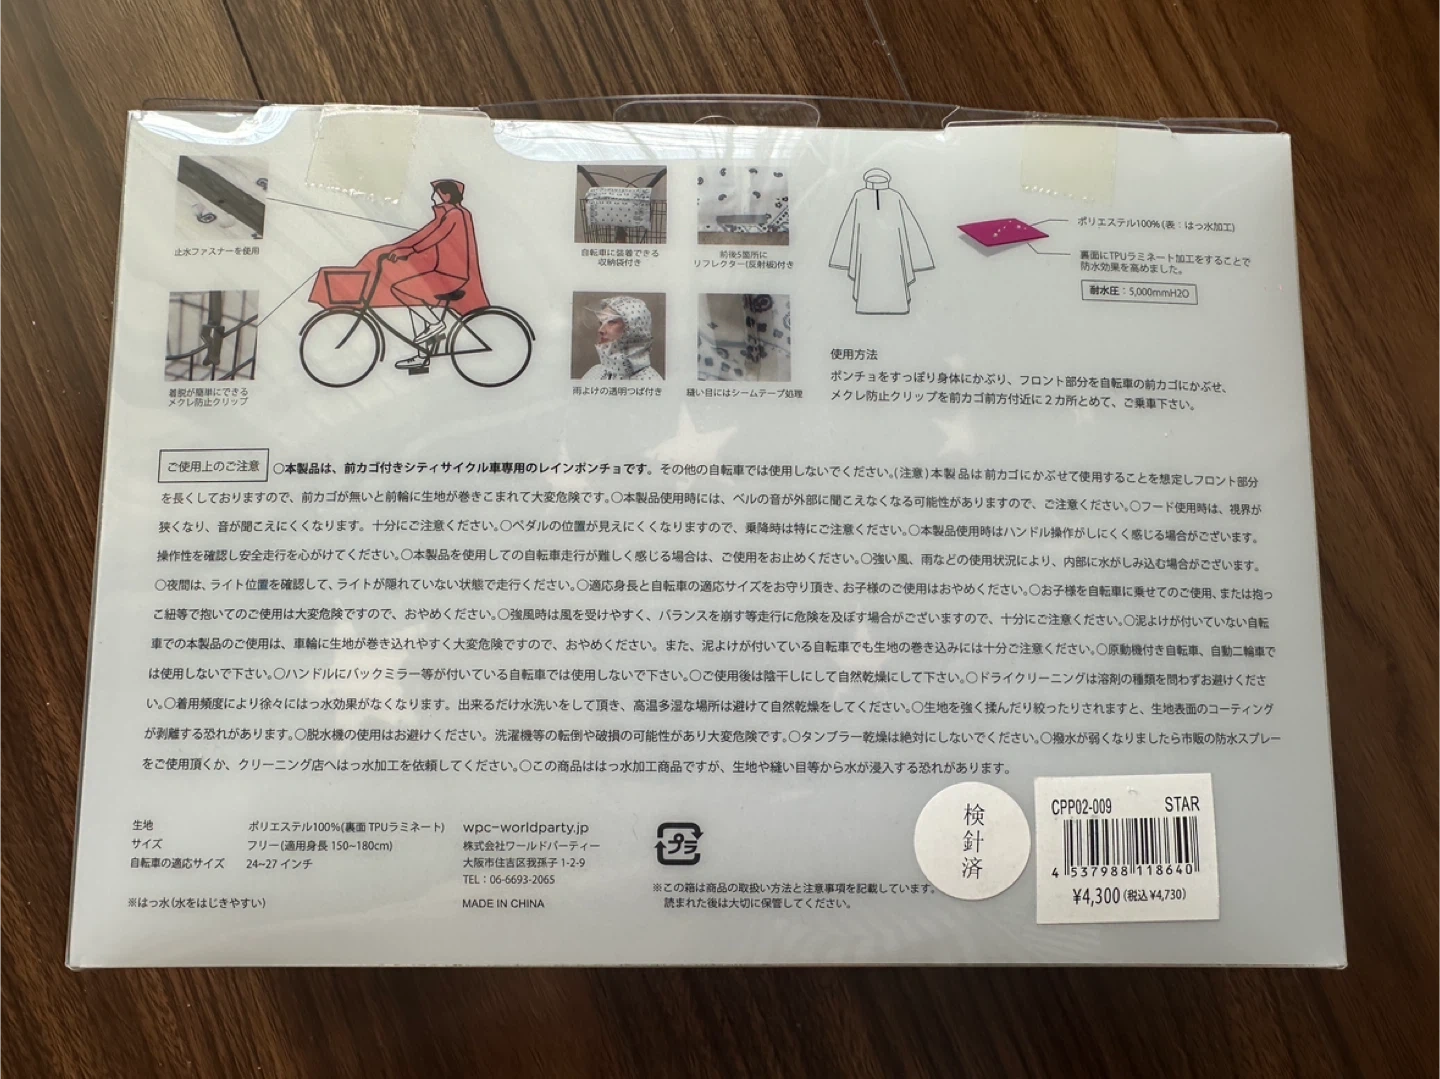 止水ファスナーを使用
着脱が簡単にできる
メクレ防止クリップ
自転車に装着できる
収納袋付き
前後5箇所に
リフレクター(反射板)付き
雨よけの透明つば付き
縫い目にはシームテープ処理
ポリエステル100%(表：はっ水加工)
裏面にTPUラミネート加工をすることで
防水効果を高めました。
耐水圧：5,000mmH2O
使用方法
ポンチョをすっぽり身体にかぶり、フロント部分を自転車の前カゴにかぶせ、
メクレ防止クリップを前カゴ前方付近に２カ所とめて、ご乗車下さい。
ご使用上のご注意 ○本製品は、前カゴ付きシティサイクル車専用のレインポンチョです。その他の自転車では使用しないでください。(注意)本製品は前カゴにかぶせて使用することを想定しフロント部分
を長くしておりますので、前カゴが無いと前輪に生地が巻きこまれて大変危険です。○本製品使用時には、ベルの音が外部に聞こえなくなる可能性がありますので、ご注意ください。○フード使用時は、視界が
狭くなり、音が聞こえにくくなります。十分にご注意ください。○ペダルの位置が見えにくくなりますので、乗降時は特にご注意ください。○本製品使用時はハンドル操作がしにくく感じる場合がございます。
操作性を確認し安全走行を心がけてください。○本製品を使用しての自転車走行が難しく感じる場合は、ご使用をお止めください。○強い風、雨などの使用状況により、内部に水がしみ込む場合がございます。
○夜間は、ライト位置を確認して、ライトが隠れていない状態で走行ください。○適応身長と自転車の適応サイズをお守り頂き、お子様のご使用はおやめください。○お子様を自転車に乗せてのご使用、または抱っ
こ紐等で抱いてのご使用は大変危険ですので、おやめください。○強風時は風を受けやすく、バランスを崩す等走行に危険を及ぼす場合がございますので、十分にご注意ください。○泥よけが付いていない自転
車での本製品のご使用は、車輪に生地が巻き込れやすく大変危険ですので、おやめください。また、泥よけが付いている自転車でも生地の巻き込みには十分ご注意ください。○原動機付き自転車、自動二輪車で
は使用しないで下さい。○ハンドルにバックミラー等が付いている自転車では使用しないで下さい。○ご使用後は陰干しにして自然乾燥にして下さい。○ドライクリーニングは溶剤の種類を問わずお避けくださ
い。○着用頻度により徐々にはっ水効果がなくなります。出来るだけ水洗いをして頂き、高温多湿な場所は避けて自然乾燥をしてください。○生地を強く揉んだり絞ったりされますと、生地表面のコーティング
が剥離する恐れがあります。○脱水機の使用はお避けください。洗濯機等の転倒や破損の可能性があり大変危険です。○タンブラー乾燥は絶対にしないでください。○撥水が弱くなりましたら市販の防水スプレー
をご使用頂くか、クリーニング店へはっ水加工を依頼してください。○この商品ははっ水加工商品ですが、生地や縫い目等から水が浸入する恐れがあります。
生地 ポリエステル100%(裏面 TPUラミネート)
サイズ フリー(適用身長 150~180cm)
自転車の適応サイズ 24~27 インチ
※はっ水(水をはじきやすい)
wpc-worldparty.jp
株式会社ワールドパーティー
大阪市住吉区我孫子 1-2-9
TEL：06-6693-2065
MADE IN CHINA
プラ
※この箱は商品の取扱い方法と注意事項を記載しています。
読まれた後は大切に保管してください。
検針済
CPP02-009 STAR
4 537988 118640
¥4,300(税込¥4,730)